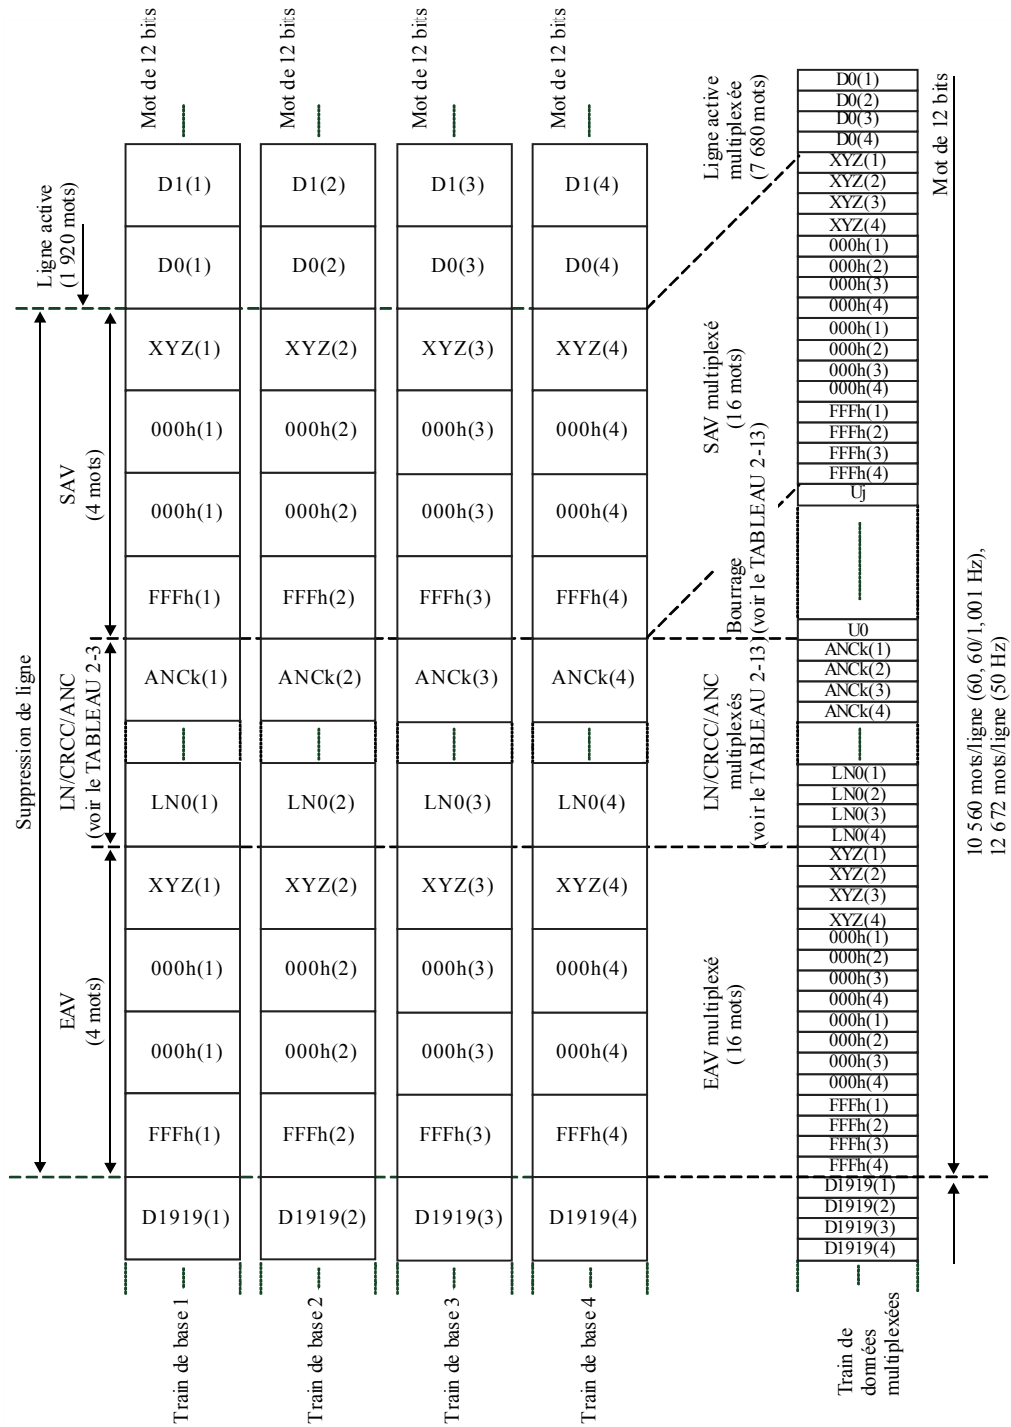 Mot de 12 bits
Mot de 12 bits
Mot de 12 bits
Mot de 12 bits
Ligne active
(1 920 mots)
D1(1)
D1(2)
D1(3)
D1(4)
D0(1)
D0(2)
D0(3)
D0(4)
Suppression de ligne
SAV
(4 mots)
XYZ(1)
XYZ(2)
XYZ(3)
XYZ(4)
000h(1)
000h(2)
000h(3)
000h(4)
000h(1)
000h(2)
000h(3)
000h(4)
FFFh(1)
FFFh(2)
FFFh(3)
FFFh(4)
LN/CRCC/ANC
(voir le TABLEAU 2-3
ANCk(1)
ANCk(2)
ANCk(3)
ANCk(4)
LN0(1)
LN0(2)
LN0(3)
LN0(4)
EAV
(4 mots)
XYZ(1)
XYZ(2)
XYZ(3)
XYZ(4)
000h(1)
000h(2)
000h(3)
000h(4)
000h(1)
000h(2)
000h(3)
000h(4)
FFFh(1)
FFFh(2)
FFFh(3)
FFFh(4)
D1919(1)
D1919(2)
D1919(3)
D1919(4)
Train de base 1
Train de base 2
Train de base 3
Train de base 4
Ligne active
multiplexée
(7 680 mots)
SAV multiplexé
(16 mots)
Bourrage
(voir le TABLEAU 2-13)
LN/CRCC/ANC
multiplexés
(voir le TABLEAU 2-13)
EAV multiplexé
(16 mots)
D0(1)
D0(2)
D0(3)
D0(4)
XYZ(1)
XYZ(2)
XYZ(3)
XYZ(4)
000h(1)
000h(2)
000h(3)
000h(4)
000h(1)
000h(2)
000h(3)
000h(4)
FFFh(1)
FFFh(2)
FFFh(3)
FFFh(4)
Uj
U0
ANCk(1)
ANCk(2)
ANCk(3)
ANCk(4)
LN0(1)
LN0(2)
LN0(3)
LN0(4)
XYZ(1)
XYZ(2)
XYZ(3)
XYZ(4)
000h(1)
000h(2)
000h(3)
000h(4)
000h(1)
000h(2)
000h(3)
000h(4)
FFFh(1)
FFFh(2)
FFFh(3)
FFFh(4)
D1919(1)
D1919(2)
D1919(3)
D1919(4)
Train de
données
multiplexées
Mot de 12 bits
10 560 mots/ligne (60, 60/1,001 Hz),
12 672 mots/ligne (50 Hz)